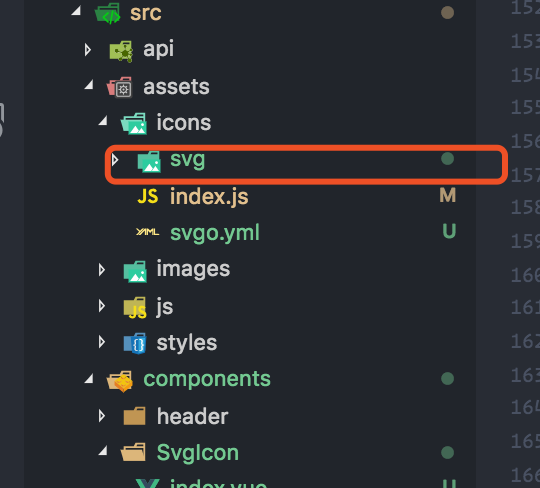 src
152
api
153
154
assets
155
icons
156
svg
157
JS index.js M
158
YAML svgo.yml U
159
images
160
js
161
styles
162
components
163
header
164
SvgIcon
165
index.vue U
166